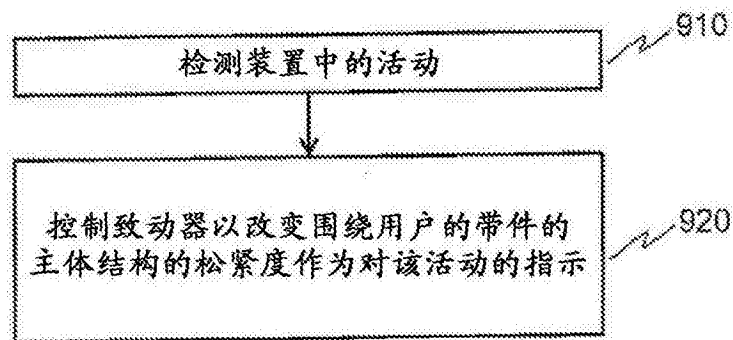 检测装置中的活动
910
控制致动器以改变围绕用户的带件的
主体结构的松紧度作为对该活动的指示
920